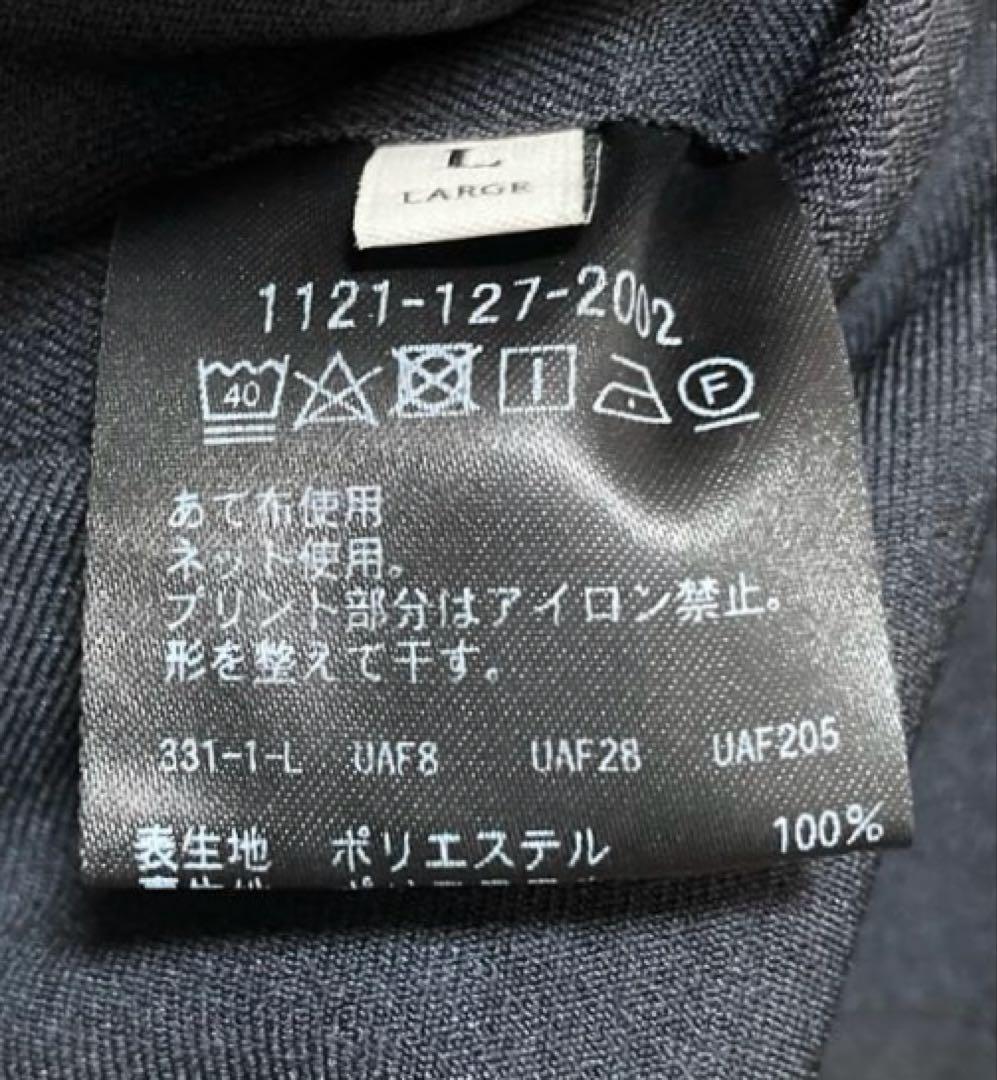 L
LARGE
1121-127-2002
40
F
あて布使用
ネット使用。
プリント部分はアイロン禁止。
形を整えて干す。
331-1-L UAF8 UAF28 UAF205
表生地 ポリエステル 100%